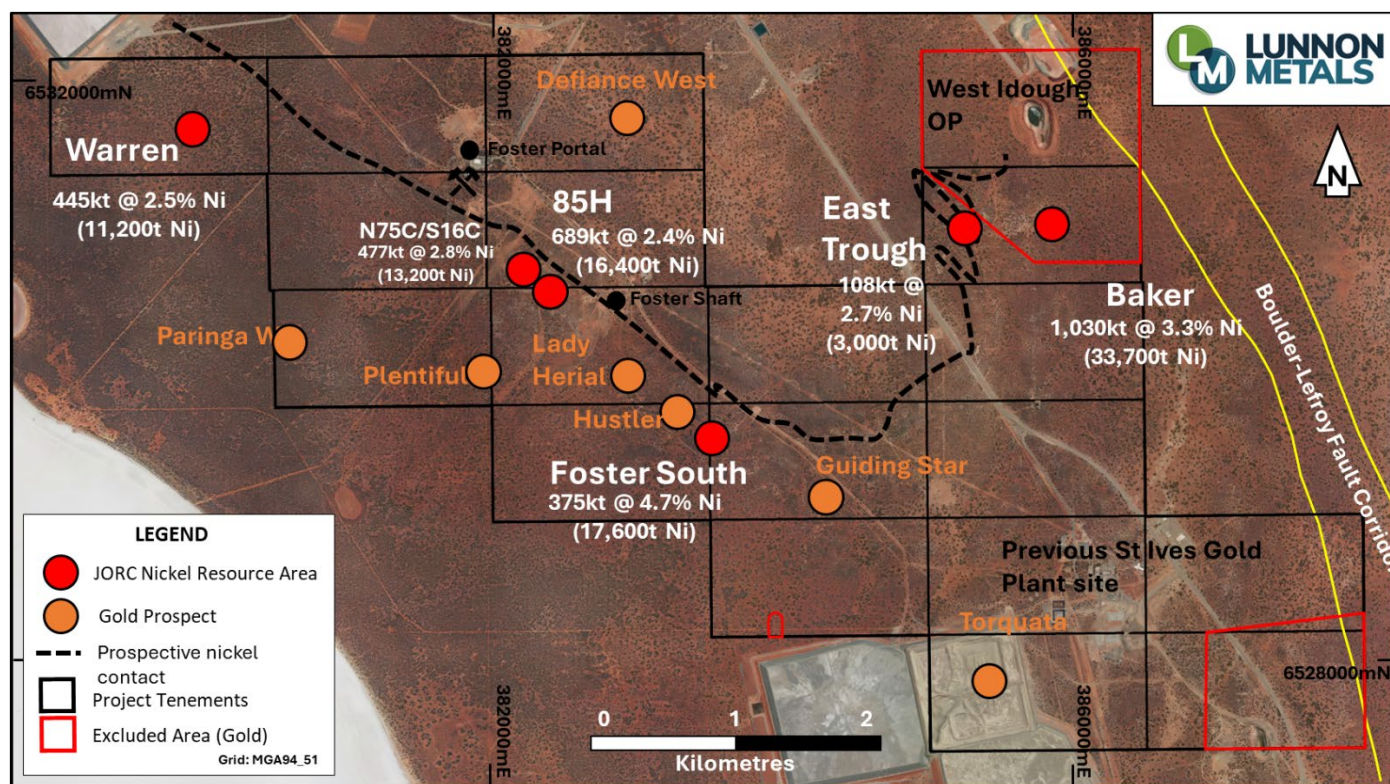 382000mE
386000mE
LM
LUNNON
METALS
6532000mN
Defiance West
West Idough
OP
Warren
Foster Portal
N
445kt @ 2.5% Ni
(11,200t Ni)
N75C/S16C
477kt @ 2.8% Ni
(13,200t Ni)
85H
689kt @ 2.4% Ni
(16,400t Ni)
East
Trough
108kt @
2.7% Ni
(3,000t Ni)
Foster Shaft
Baker
1,030kt @ 3.3% Ni
(33,700t Ni)
Boulder-Lefroy Fault Corridor
Paringa W
Plentiful
Lady
Herial
Hustler
Foster South
375kt @ 4.7% Ni
(17,600t Ni)
Guiding Star
Previous St Ives Gold
Plant site
Torquata
6528000mN
LEGEND
JORC Nickel Resource Area
Gold Prospect
Prospective nickel
contact
Project Tenements
Excluded Area (Gold)
Grid: MGA94_51
382000mE
386000mE
0 1 2
Kilometres